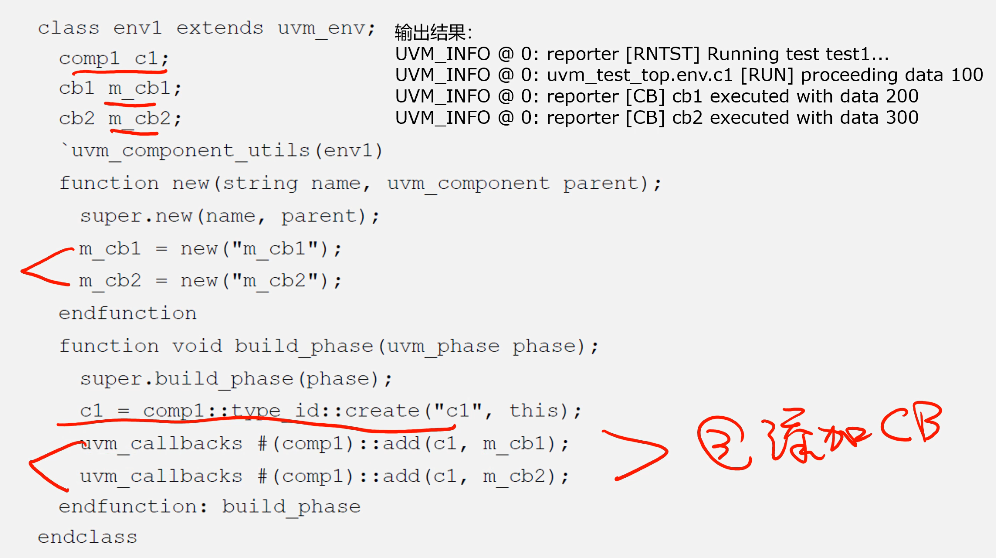 class env1 extends uvm_env;
comp1 c1;
cb1 m_cb1;
cb2 m_cb2;
`uvm_component_utils(env1)
function new(string name, uvm_component parent);
super.new(name, parent);
m_cb1 = new("m_cb1");
m_cb2 = new("m_cb2");
endfunction
function void build_phase(uvm_phase phase);
super.build_phase(phase);
c1 = comp1::type_id::create("c1", this);
uvm_callbacks #(comp1)::add(c1, m_cb1);
uvm_callbacks #(comp1)::add(c1, m_cb2);
endfunction: build_phase
endclass
输出结果:
UVM_INFO @ 0: reporter [RNTST] Running test test1...
UVM_INFO @ 0: uvm_test_top.env.c1 [RUN] proceeding data 100
UVM_INFO @ 0: reporter [CB] cb1 executed with data 200
UVM_INFO @ 0: reporter [CB] cb2 executed with data 300
③ 添加CB